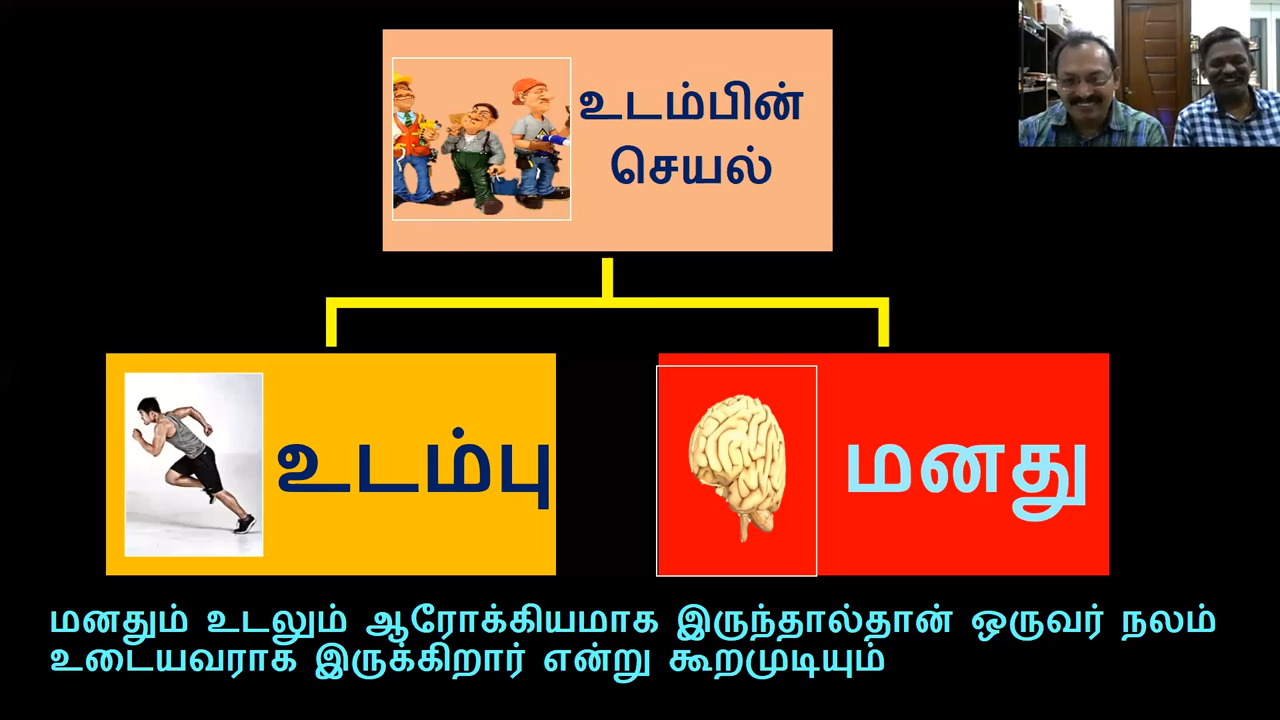 உடம்பின்
செயல்
உடம்பு
மனது
மனதும் உடலும் ஆரோக்கியமாக இருந்தால்தான் ஒருவர் நலம்
உடையவராக இருக்கிறார் என்று கூறமுடியும்